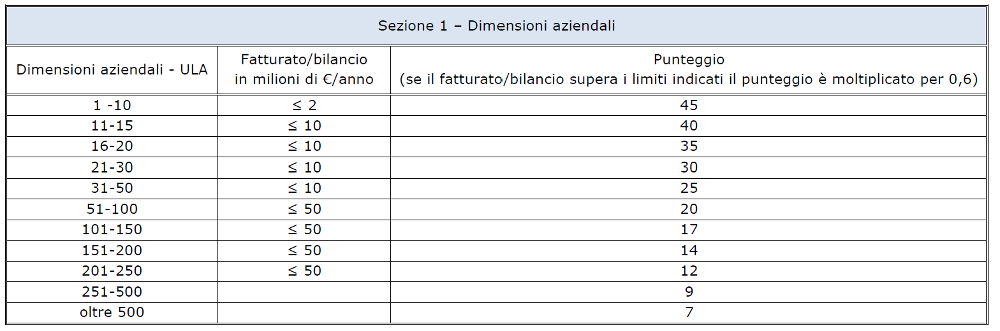 Sezione 1 – Dimensioni aziendali
Dimensioni aziendali - ULA
Fatturato/bilancio
in milioni di €/anno
Punteggio
(se il fatturato/bilancio supera i limiti indicati il punteggio è moltiplicato per 0,6)
1 -10 ≤ 2 45
11-15 ≤ 10 40
16-20 ≤ 10 35
21-30 ≤ 10 30
31-50 ≤ 10 25
51-100 ≤ 50 20
101-150 ≤ 50 17
151-200 ≤ 50 14
201-250 ≤ 50 12
251-500 9
oltre 500 7